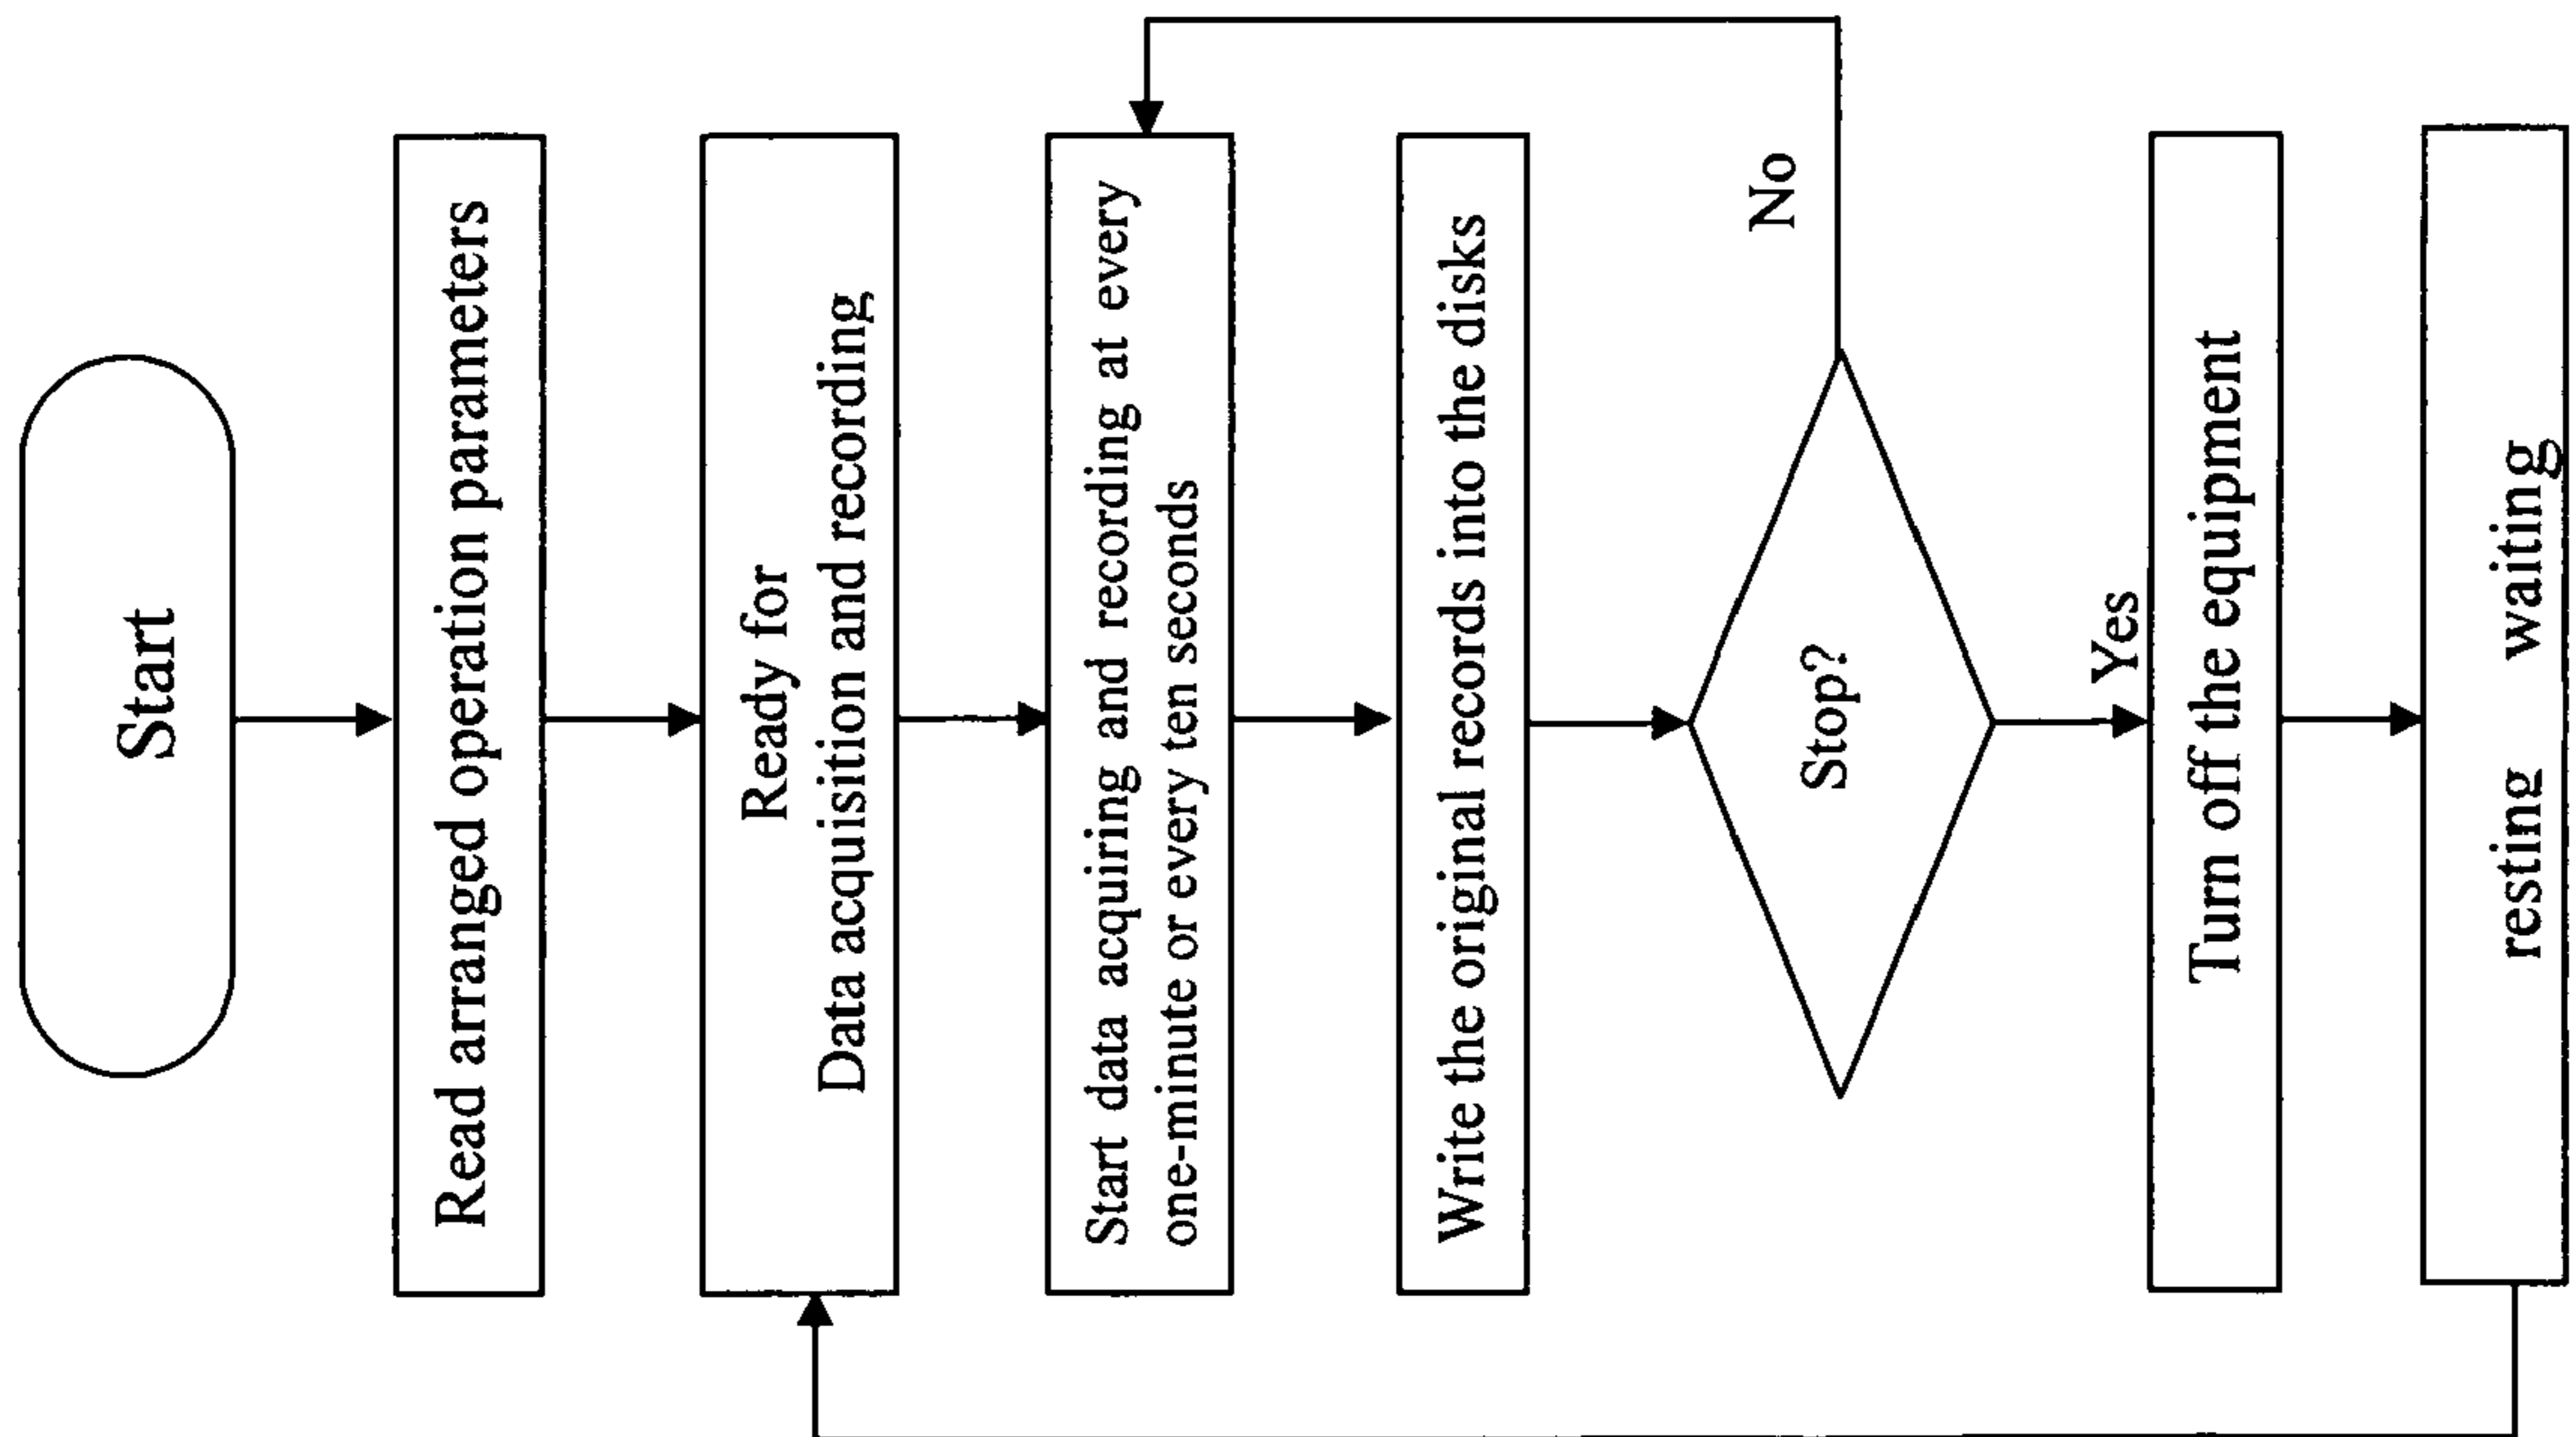 Start
Read arranged operation parameters
Ready for
Data acquisition and recording
Start data acquiring and recording at every
one-minute or every ten seconds
Write the original records into the disks
Stop?
No
Yes
Turn off the equipment
resting waiting